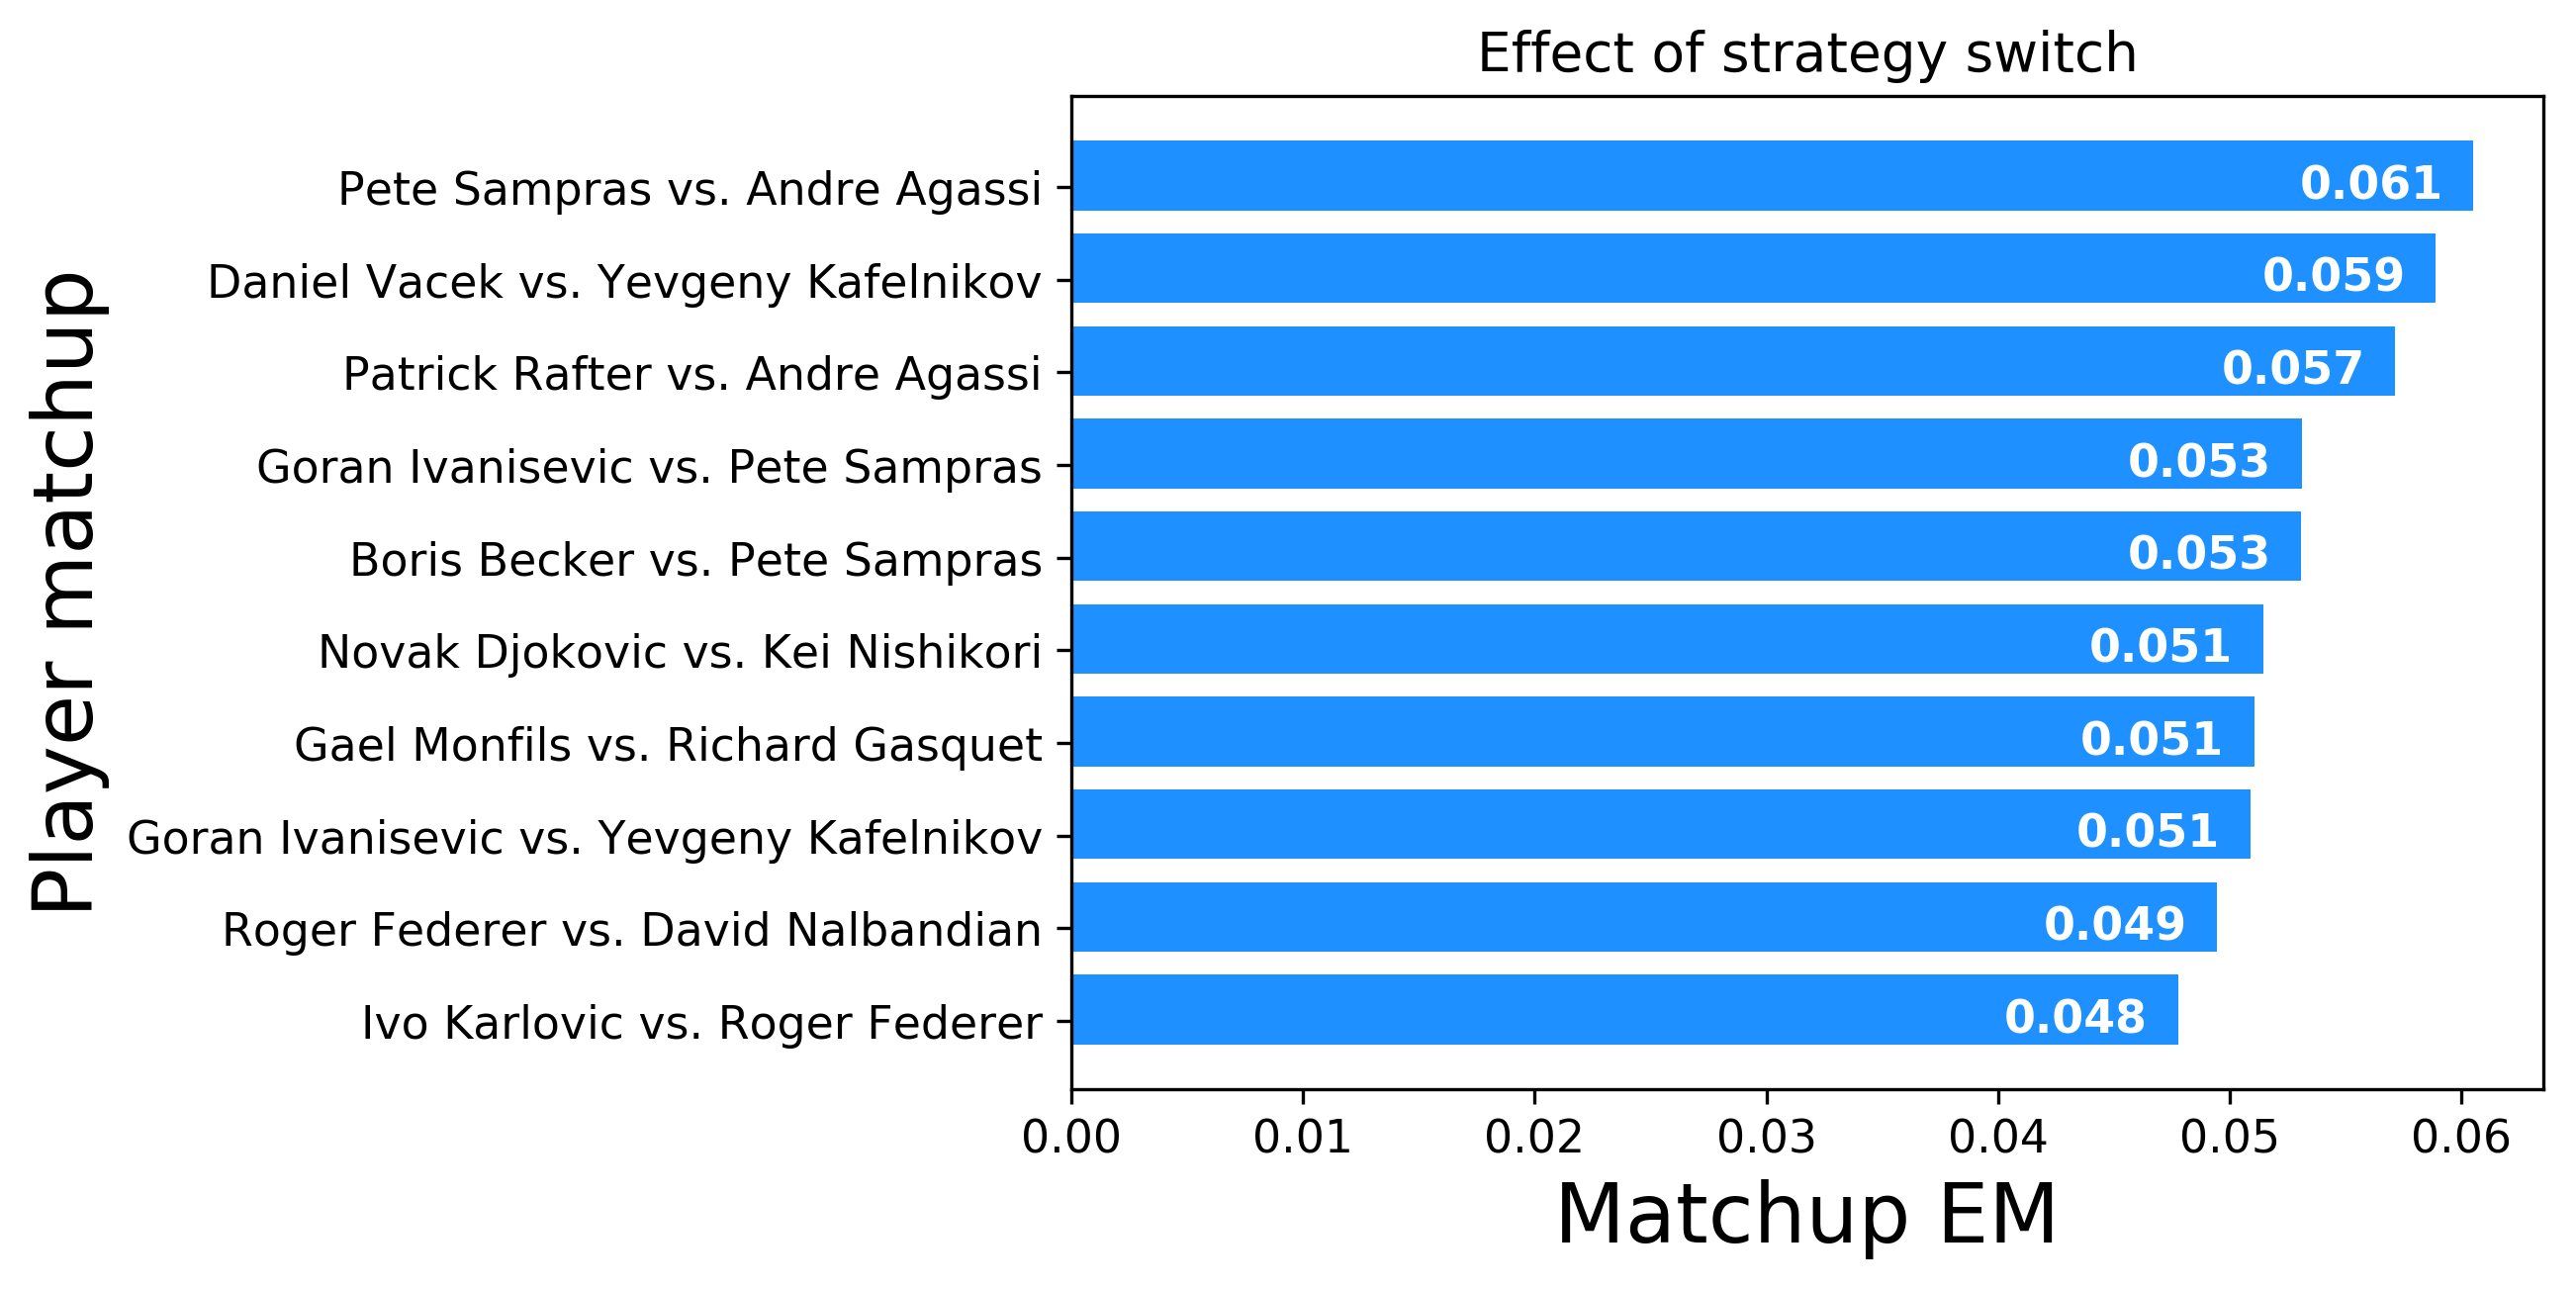 Effect of strategy switch
Player matchup
Pete Sampras vs. Andre Agassi 0.061
Daniel Vacek vs. Yevgeny Kafelnikov 0.059
Patrick Rafter vs. Andre Agassi 0.057
Goran Ivanisevic vs. Pete Sampras 0.053
Boris Becker vs. Pete Sampras 0.053
Novak Djokovic vs. Kei Nishikori 0.051
Gael Monfils vs. Richard Gasquet 0.051
Goran Ivanisevic vs. Yevgeny Kafelnikov 0.051
Roger Federer vs. David Nalbandian 0.049
Ivo Karlovic vs. Roger Federer 0.048
0.00 0.01 0.02 0.03 0.04 0.05 0.06
Matchup EM